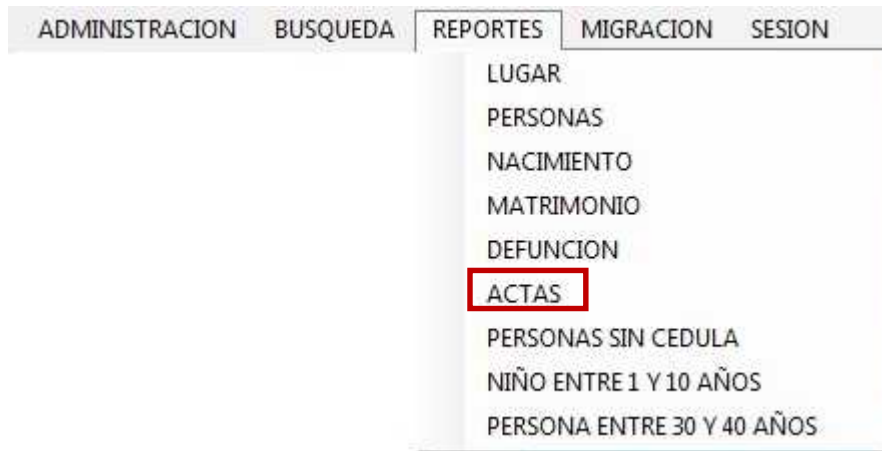 ADMINISTRACION BUSQUEDA REPORTES MIGRACION SESION
LUGAR
PERSONAS
NACIMIENTO
MATRIMONIO
DEFUNCION
ACTAS
PERSONAS SIN CEDULA
NIÑO ENTRE 1 Y 10 AÑOS
PERSONA ENTRE 30 Y 40 AÑOS